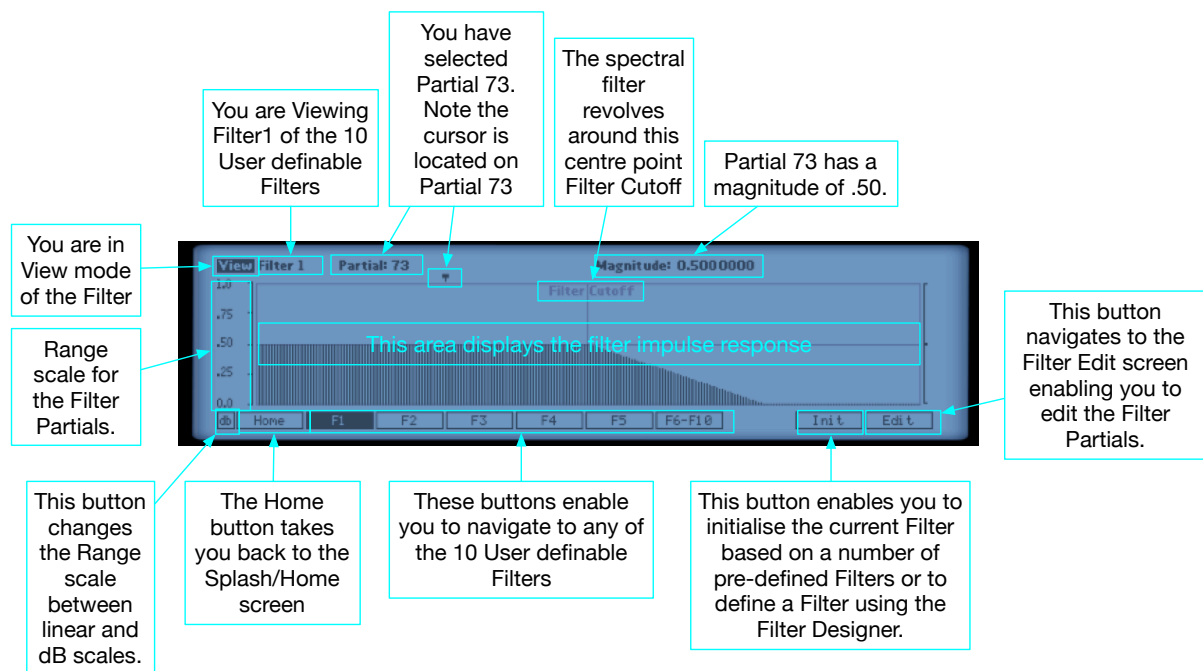 You have
selected
Partial 73.
Note the
cursor is
located on
Partial 73
The spectral
filter
revolves
around this
centre point
Filter Cutoff
You are Viewing
Filter1 of the 10
User definable
Filters
Partial 73 has a
magnitude of .50.
You are in
View mode
of the Filter
View Filter 1 Partial: 73 Magnitude: 0.5000000
1.0
Filter Cutoff
.75
.50
This area displays the filter impulse response
.25
0.0
db Home F1 F2 F3 F4 F5 F6-F10 Init Edit
Range
scale for
the Filter
Partials.
This button
navigates to the
Filter Edit screen
enabling you to
edit the Filter
Partials.
This button
changes
the Range
scale
between
linear and
dB scales.
The Home
button takes
you back to the
Splash/Home
screen
These buttons enable
you to navigate to any of
the 10 User definable
Filters
This button enables you to
initialise the current Filter
based on a number of
pre-defined Filters or to
define a Filter using the
Filter Designer.